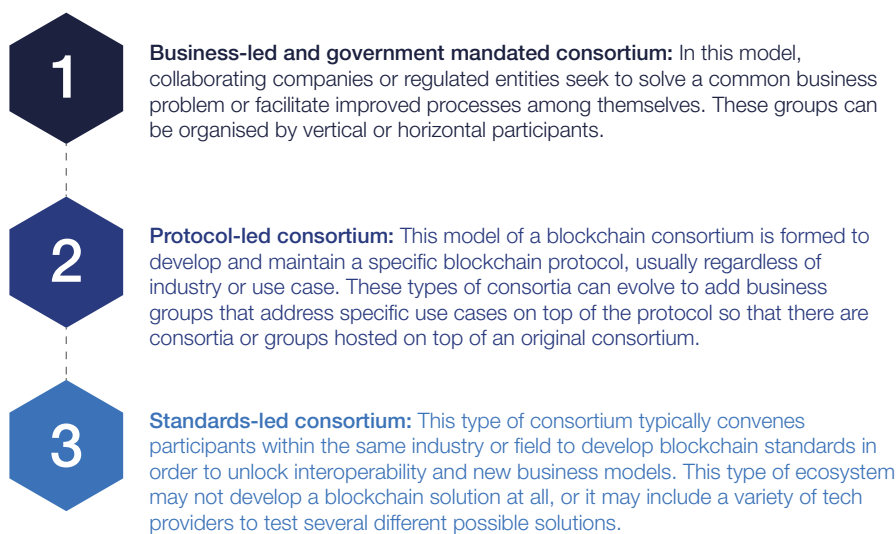 1
Business-led and government mandated consortium: In this model,
collaborating companies or regulated entities seek to solve a common business
problem or facilitate improved processes among themselves. These groups can
be organised by vertical or horizontal participants.
2
Protocol-led consortium: This model of a blockchain consortium is formed to
develop and maintain a specific blockchain protocol, usually regardless of
industry or use case. These types of consortia can evolve to add business
groups that address specific use cases on top of the protocol so that there are
consortia or groups hosted on top of an original consortium.
3
Standards-led consortium: This type of consortium typically convenes
participants within the same industry or field to develop blockchain standards in
order to unlock interoperability and new business models. This type of ecosystem
may not develop a blockchain solution at all, or it may include a variety of tech
providers to test several different possible solutions.